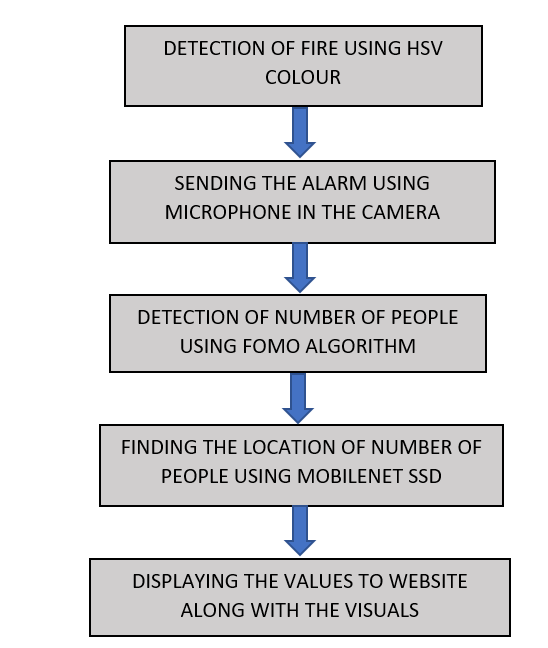 DETECTION OF FIRE USING HSV
COLOUR
SENDING THE ALARM USING
MICROPHONE IN THE CAMERA
DETECTION OF NUMBER OF PEOPLE
USING FOMO ALGORITHM
FINDING THE LOCATION OF NUMBER OF
PEOPLE USING MOBILENET SSD
DISPLAYING THE VALUES TO WEBSITE
ALONG WITH THE VISUALS